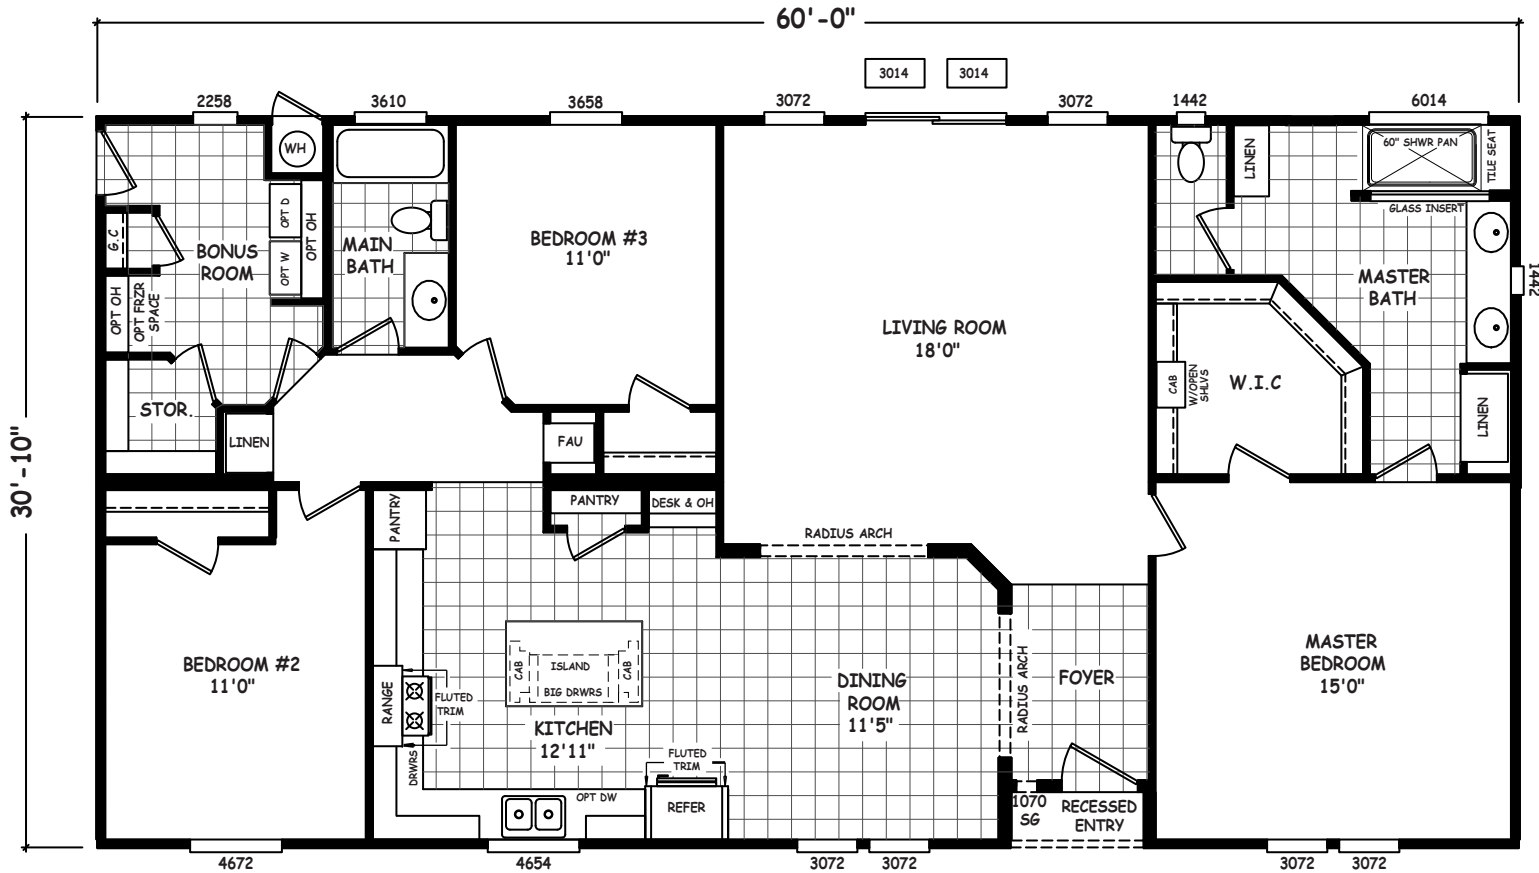 60'-0"
3014
3014
2258
3610
3658
3072
3072
1442
6014
WH
60" SHWR PAN
TILE SEAT
LINEN
GLASS INSERT
OPT D
OPT W
OPT OH
G.C
BONUS
ROOM
MAIN
BATH
BEDROOM #3
11'0"
LIVING ROOM
18'0"
MASTER
BATH
1442
OPT OH
OPT FRZR
SPACE
STOR.
LINEN
FAU
CAB
W/OPEN
SHLVS
W.I.C
LINEN
30'-10"
PANTRY
PANTRY
DESK & OH
RADIUS ARCH
BEDROOM #2
11'0"
RANGE
FLUTED
TRIM
DRWRS
CAB
ISLAND
BIG DRWRS
CAB
KITCHEN
12'11"
FLUTED
TRIM
OPT DW
REFER
DINING
ROOM
11'5"
RADIUS ARCH
FOYER
1070
SG
RECESSED
ENTRY
MASTER
BEDROOM
15'0"
4672
4654
3072
3072
3072
3072